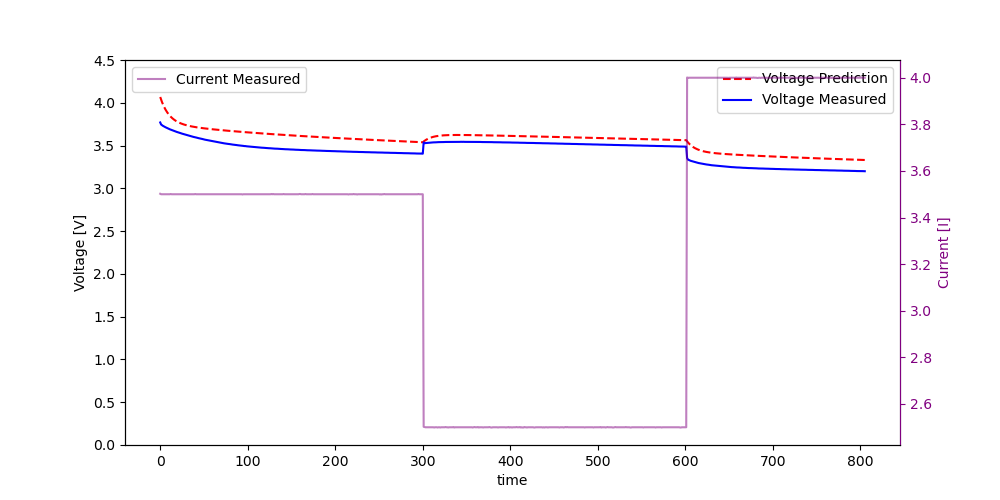 Current Measured
Voltage Prediction
Voltage Measured
Voltage [V]
4.5
4.0
3.5
3.0
2.5
2.0
1.5
1.0
0.5
0.0
0 100 200 300 400 500 600 700 800
time
4.0
3.8
3.6
3.4
3.2
3.0
2.8
2.6
Current [I]